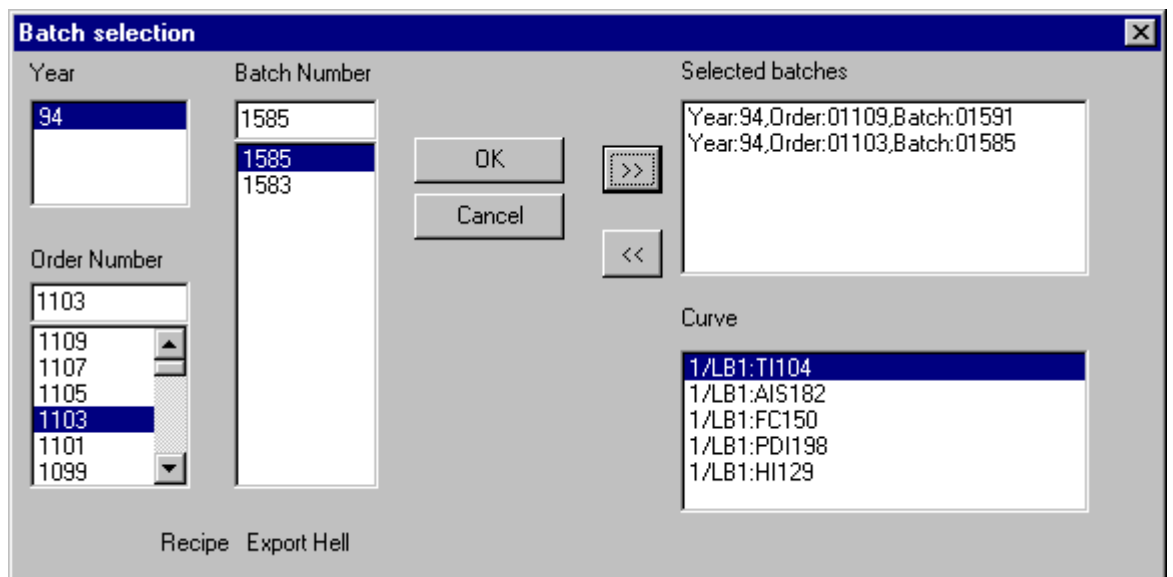 Batch selection
Year
94
Order Number
1103
1109
1107
1105
1103
1101
1099
Batch Number
1585
1585
1583
OK
Cancel
>>
<<
Selected batches
Year:94,Order:01109,Batch:01591
Year:94,Order:01103,Batch:01585
Curve
1/LB1:TI104
1/LB1:AIS182
1/LB1:FC150
1/LB1:PDI198
1/LB1:HI129
Recipe Export Hell